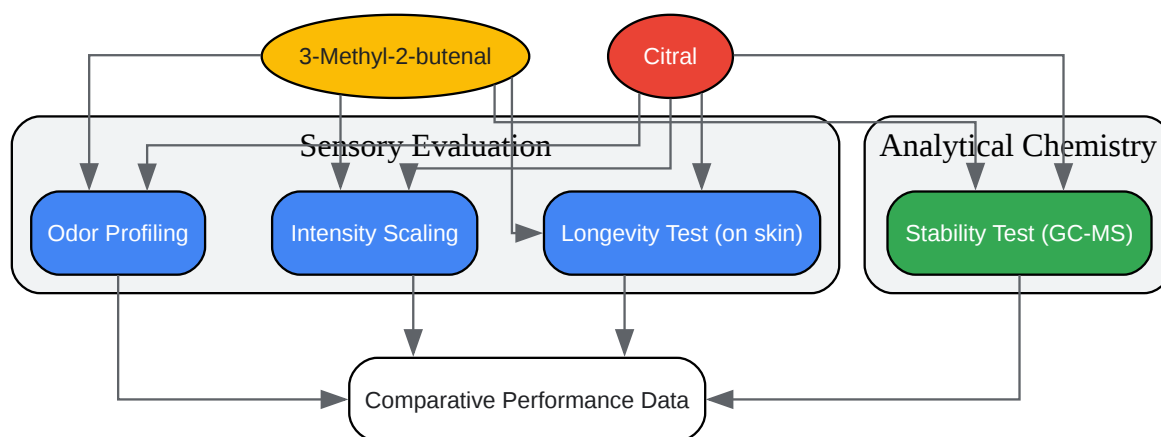 3-Methyl-2-butenal
Citral
Sensory Evaluation
Analytical Chemistry
Odor Profiling
Intensity Scaling
Longevity Test (on skin)
Stability Test (GC-MS)
Comparative Performance Data